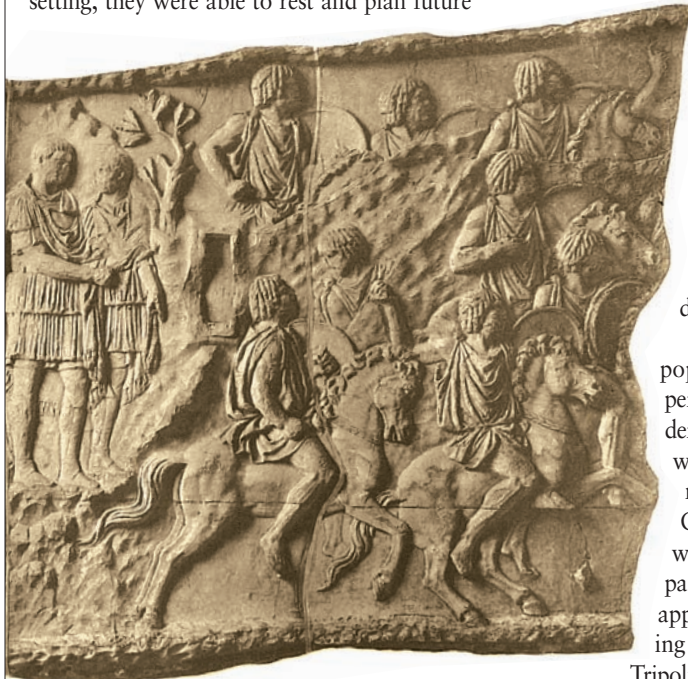 setting, they were able to rest and plan future
d
pop
per
der
w
w
pa
app
ing
Tripol